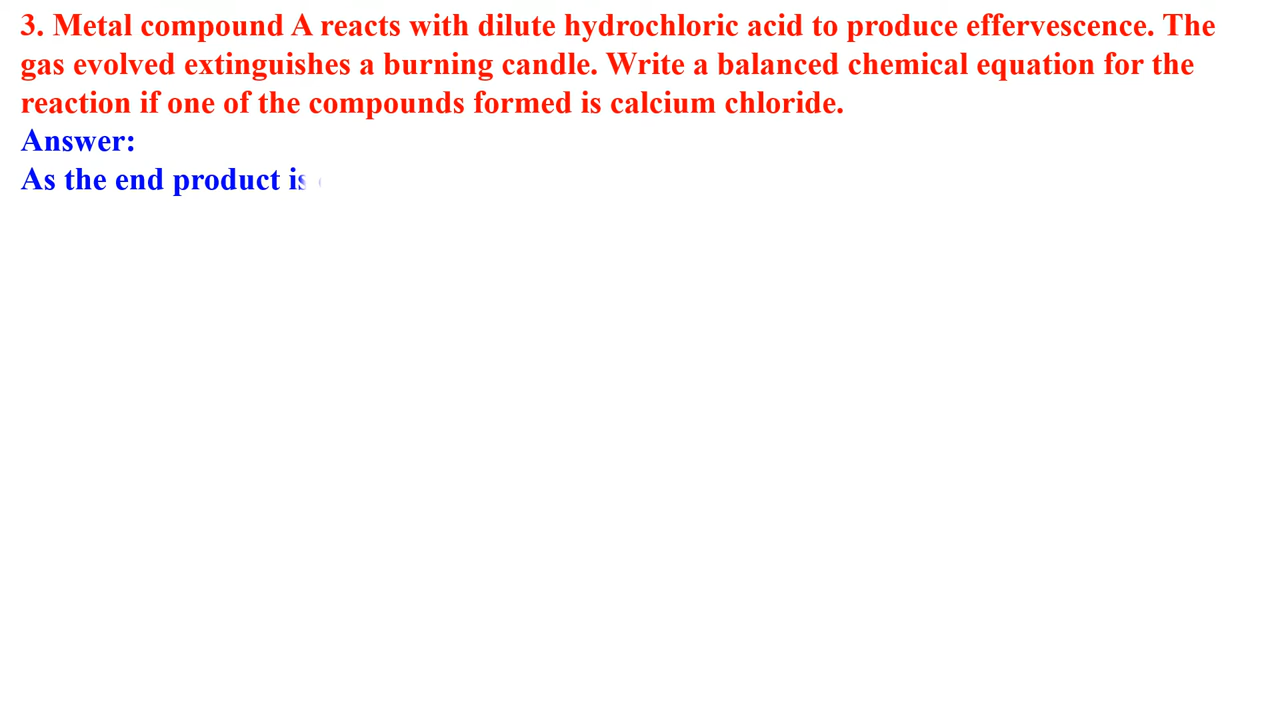 3. Metal compound A reacts with dilute hydrochloric acid to produce effervescence. The
gas evolved extinguishes a burning candle. Write a balanced chemical equation for the
reaction if one of the compounds formed is calcium chloride.
Answer:
As the end product is